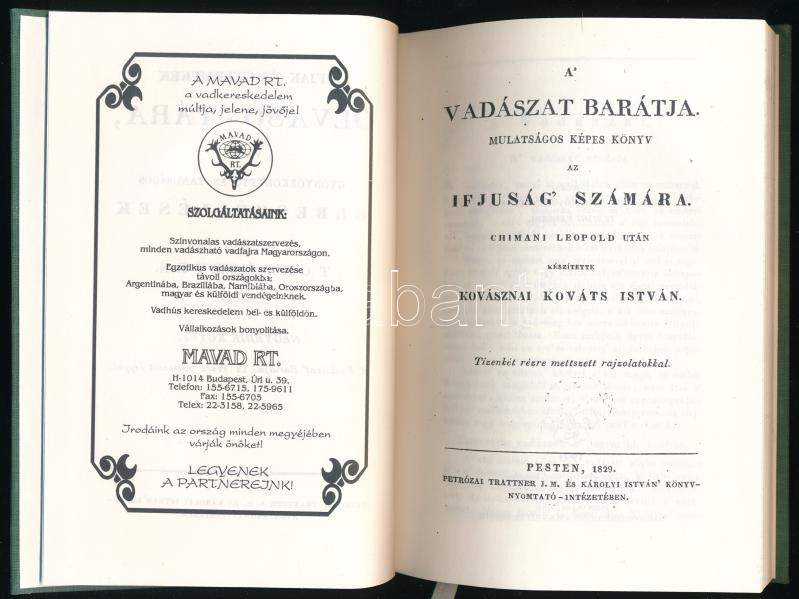 A MAVAD RT.
a vadkereskedelem
múltja, jelene, jövője!
MAVAD
RT.
SZOLGÁLTATÁSAINK:
Színvonalas vadászatszervezés,
minden vadászható vadfajra Magyarországon.
Egzotikus vadászatok szervezése
távoli országokba:
Argentínába, Brazíliába, Namíbiába, Oroszországba,
magyar és külföldi vendégeinknek.
Vadhús kereskedelem bel- és külföldön.
Vállalkozások bonyolítása.
MAVAD RT.
H-1014 Budapest, Úri u. 39.
Telefon: 155-6715, 175-9611
Fax: 155-6705
Telex: 22-3158, 22-5965
Irodáink az ország minden megyéjében
várják önöket!
LEGYENEK
A PARTNEREINK!
A'
VADÁSZAT BARÁTJA.
MULATSÁGOS KÉPES KÖNYV
AZ
IFJUSÁG' SZÁMÁRA.
CHIMANI LEOPOLD UTÁN
KÉSZÍTETTE
KOVÁSZNAI KOVÁTS ISTVÁN.
Tizenkét rézre mettszett rajzolatokkal.
PESTEN, 1829.
PETRÓZAI TRATTNER J. M. ÉS KÁROLYI ISTVÁN' KÖNYV-
NYOMTATÓ-INTÉZETÉBEN.
abanti